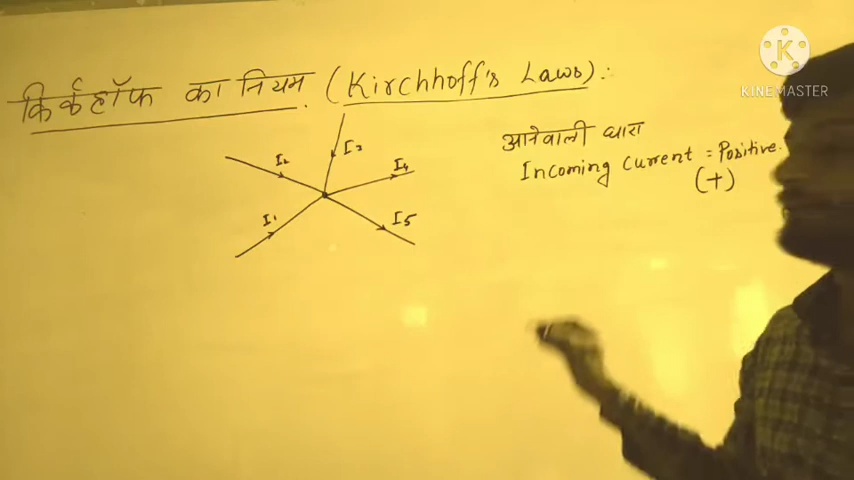 किर्कहॉफ का नियम (Kirchhoff's Laws):
I2
I3
I4
I1
I5
आनेवाली धारा
Incoming Current = Positive.
(+)
KINEMASTER